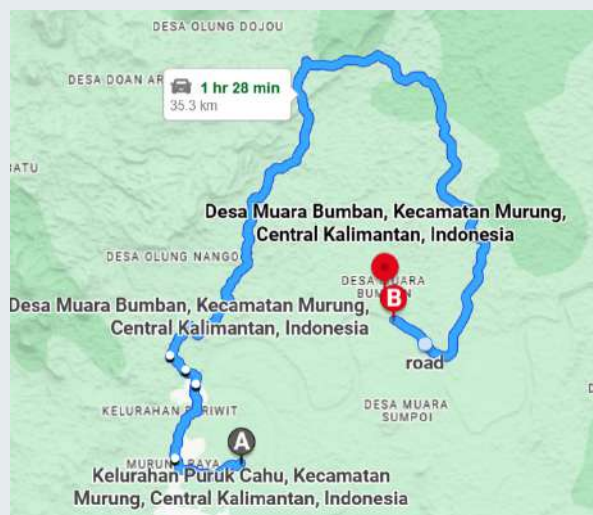 DESA OLUNG DOJOU
DESA DOAN AR
1 hr 28 min
35.3 km
BATU
Desa Muara Bumban, Kecamatan Murung,
Central Kalimantan, Indonesia
DESA OLUNG NANGO
DESA MUARA
B
Desa Muara Bumban, Kecamatan Murung,
Central Kalimantan, Indonesia
road
KELURAHAN
DESA MUARA
SUMPOI
A
Kelurahan Puruk Cahu, Kecamatan
Murung, Central Kalimantan, Indonesia